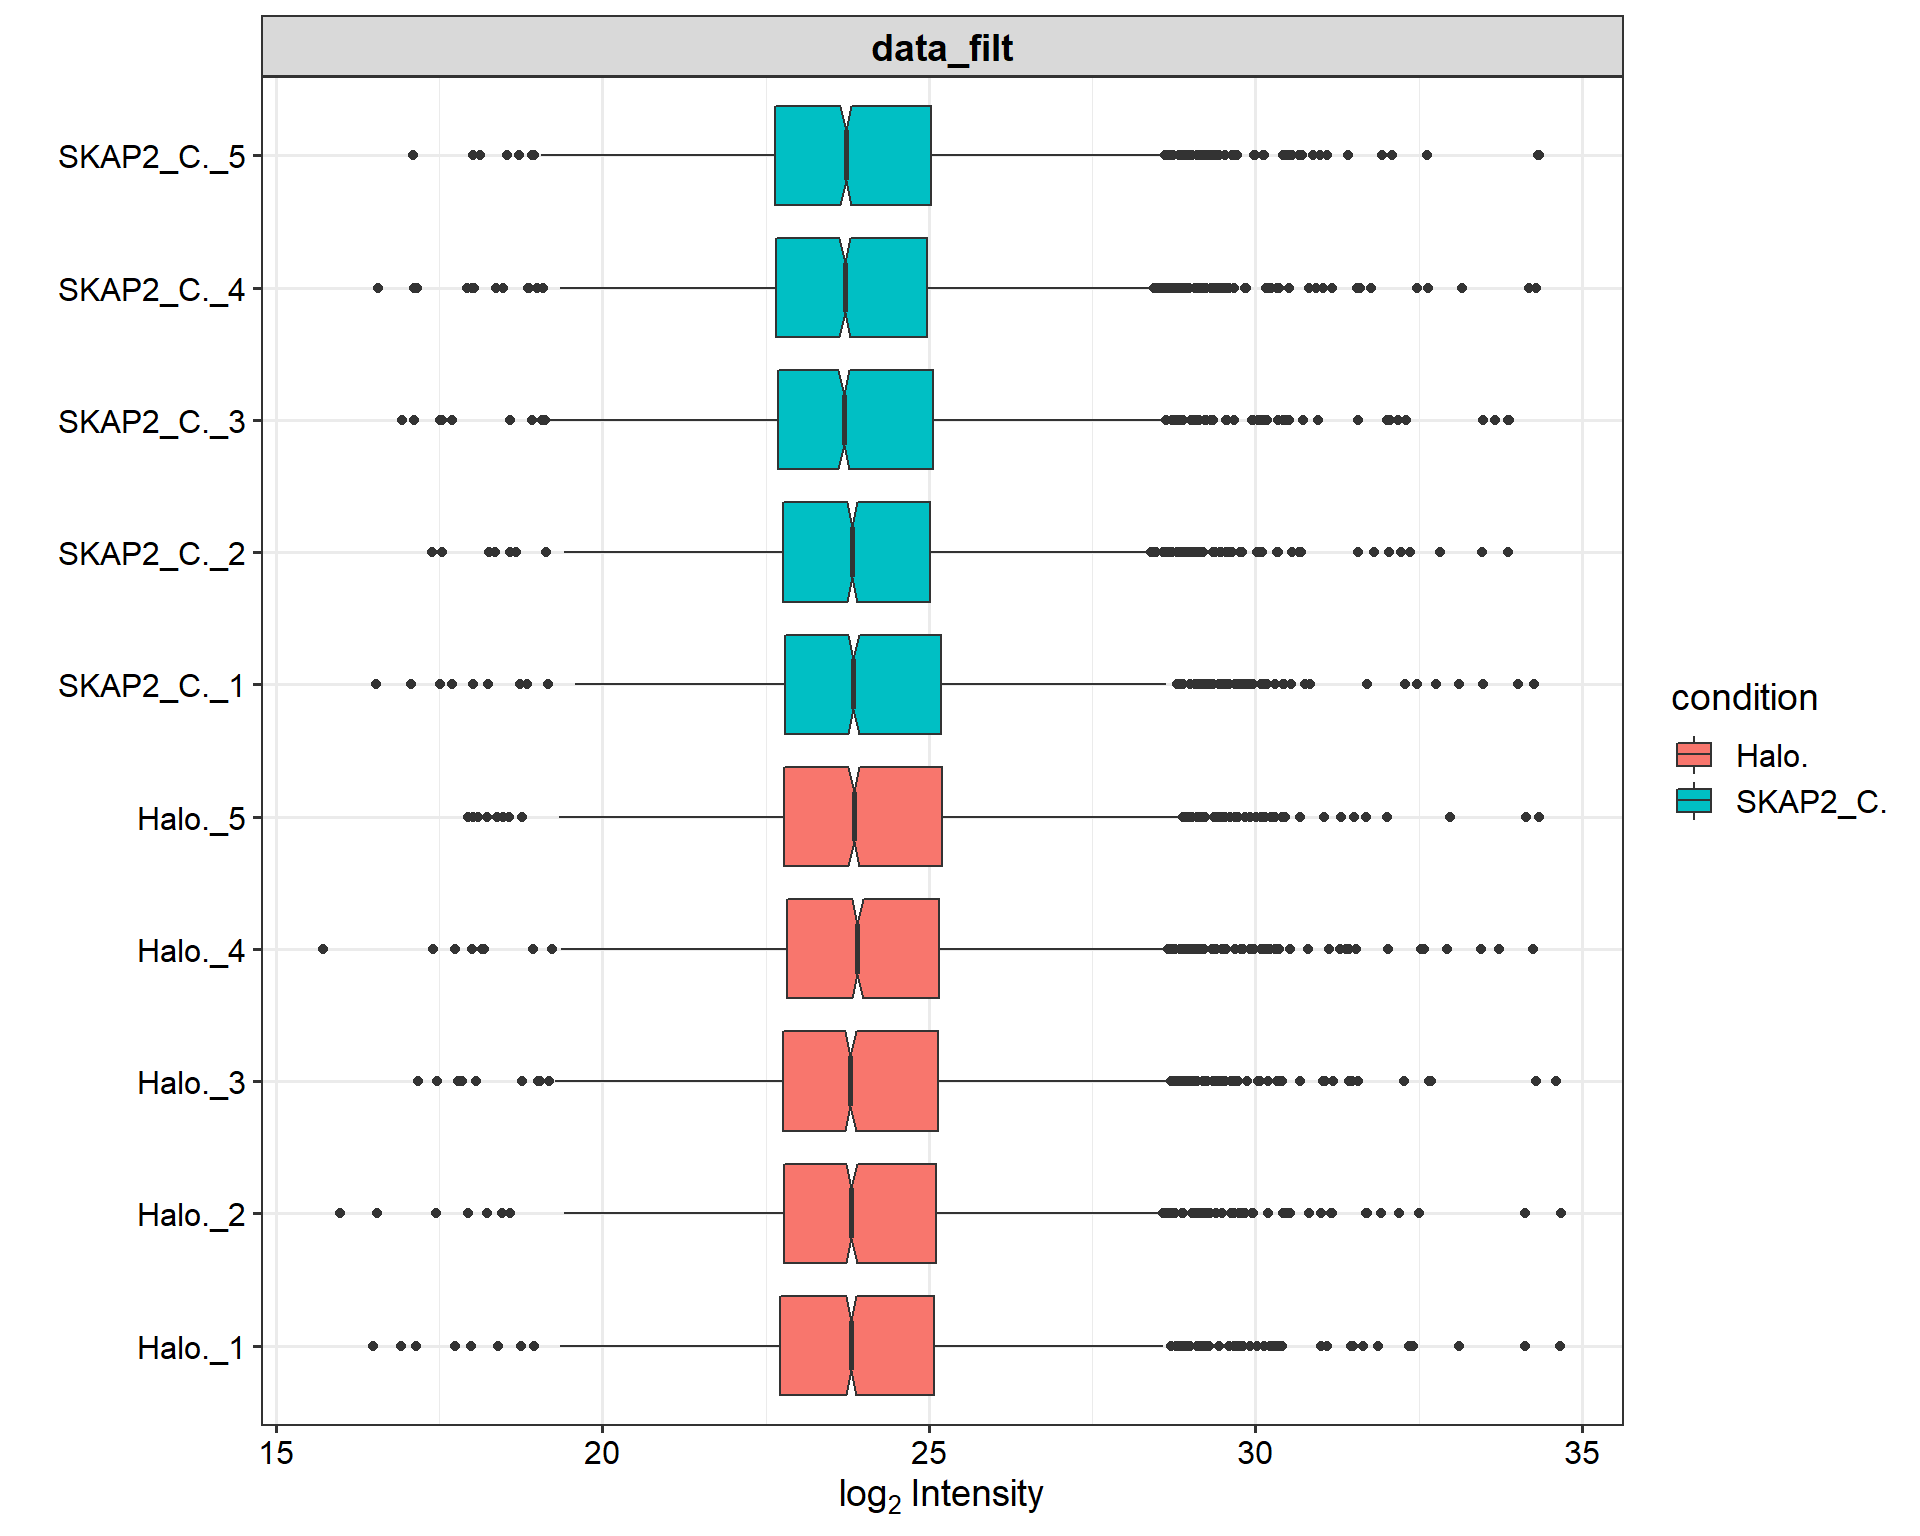 data_filt
SKAP2_C._5
SKAP2_C._4
SKAP2_C._3
SKAP2_C._2
SKAP2_C._1
Halo._5
Halo._4
Halo._3
Halo._2
Halo._1
15 20 25 30 35
log2 Intensity
condition
Halo.
SKAP2_C.